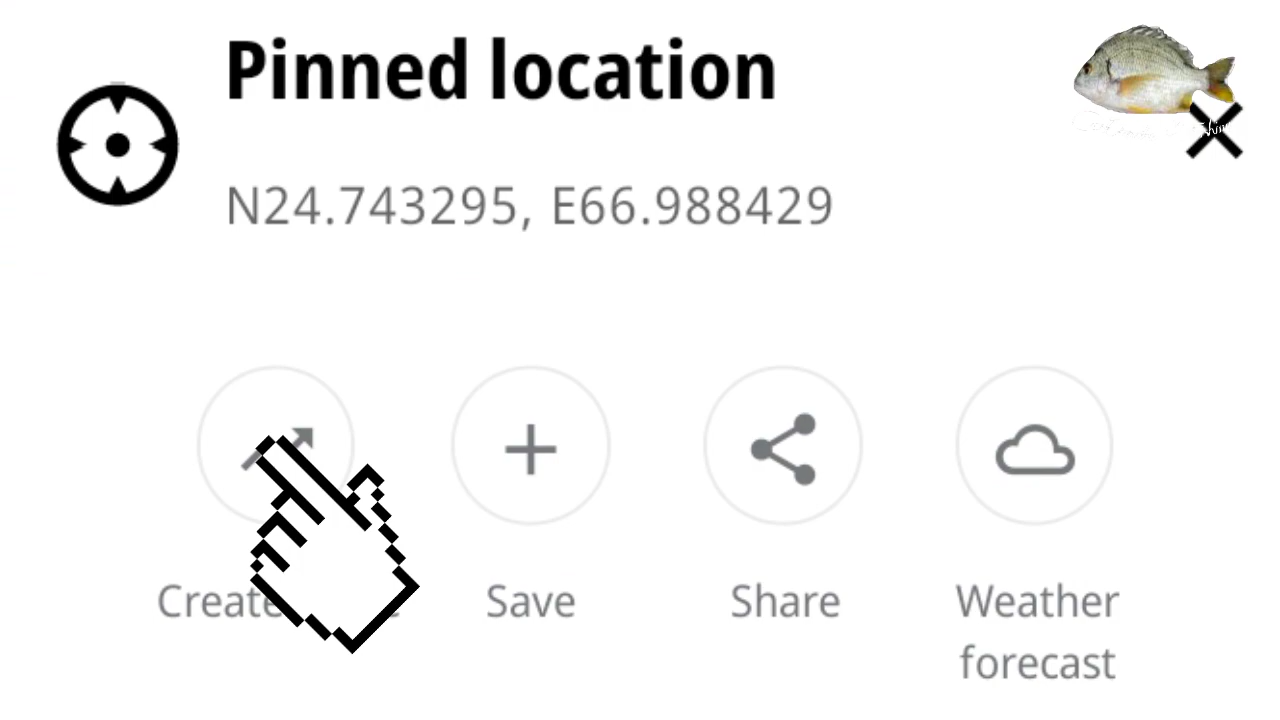 Pinned location
N24.743295, E66.988429
Create
Save
Share
Weather
forecast